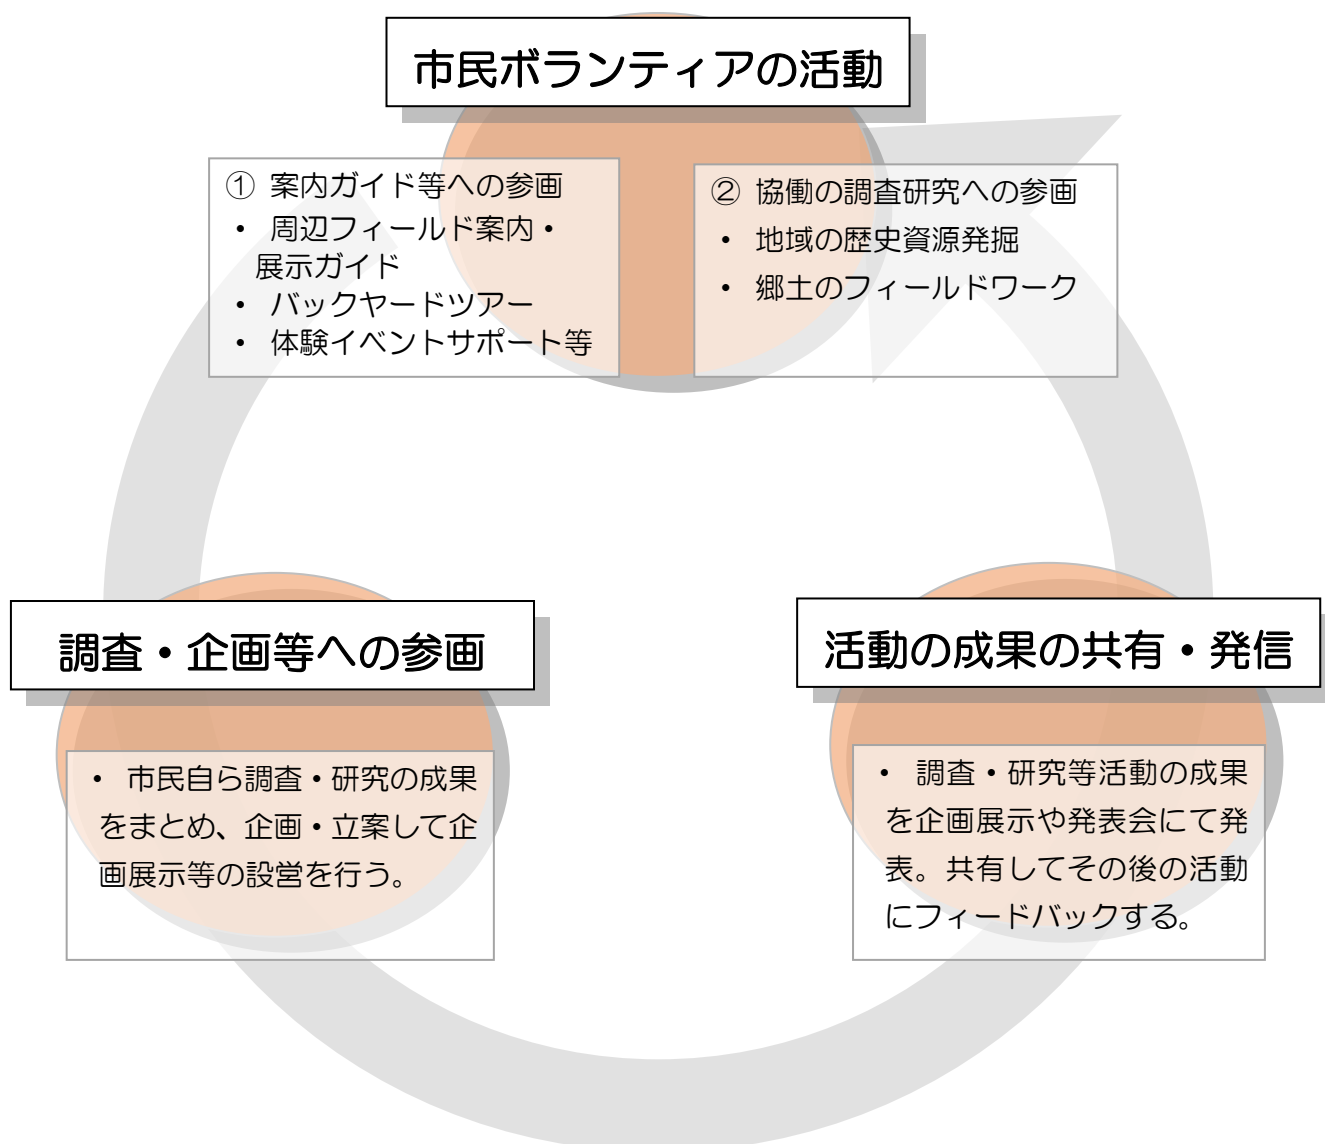 市民ボランティアの活動
① 案内ガイド等への参画
・ 周辺フィールド案内・
展示ガイド
・ バックヤードツアー
・ 体験イベントサポート等
② 協働の調査研究への参画
・ 地域の歴史資源発掘
・ 郷土のフィールドワーク
調査・企画等への参画
・ 市民自ら調査・研究の成果
をまとめ、企画・立案して企
画展示等の設営を行う。
活動の成果の共有・発信
・ 調査・研究等活動の成果
を企画展示や発表会にて発
表。共有してその後の活動
にフィードバックする。